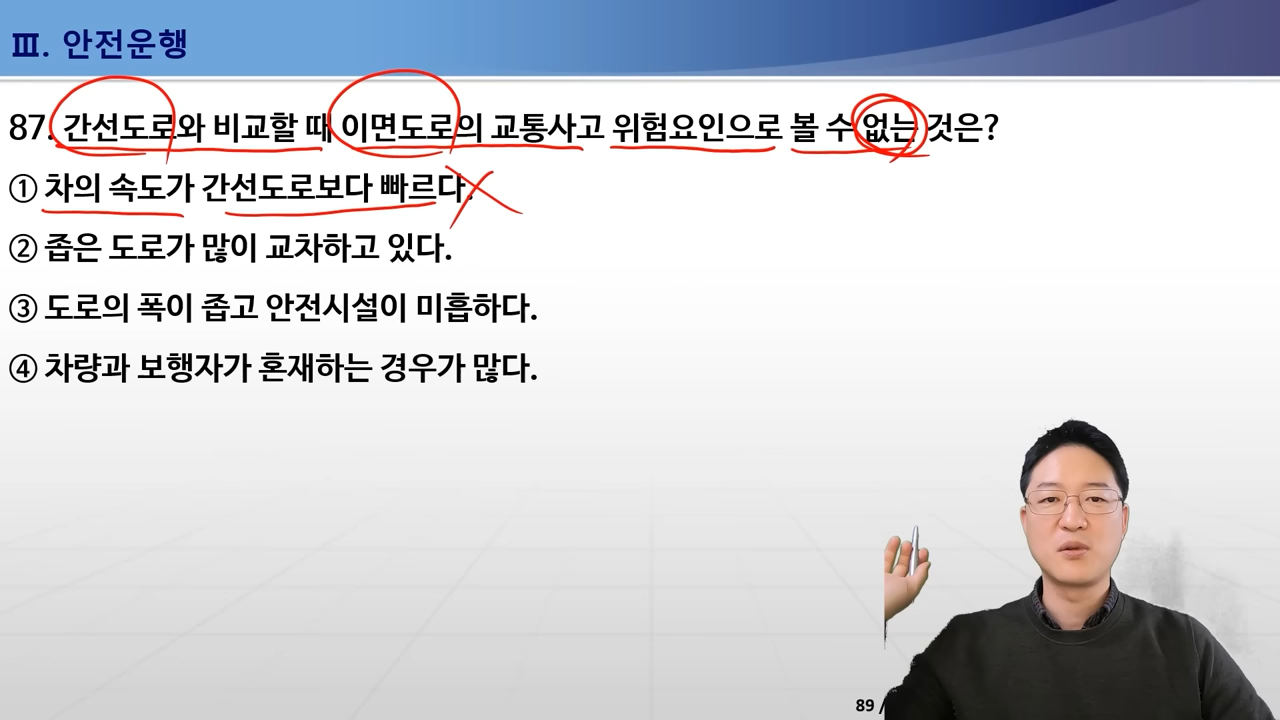 Ⅲ. 안전운행
87. 간선도로와 비교할 때 이면도로의 교통사고 위험요인으로 볼 수 없는 것은?
① 차의 속도가 간선도로보다 빠르다.
② 좁은 도로가 많이 교차하고 있다.
③ 도로의 폭이 좁고 안전시설이 미흡하다.
④ 차량과 보행자가 혼재하는 경우가 많다.
89 /